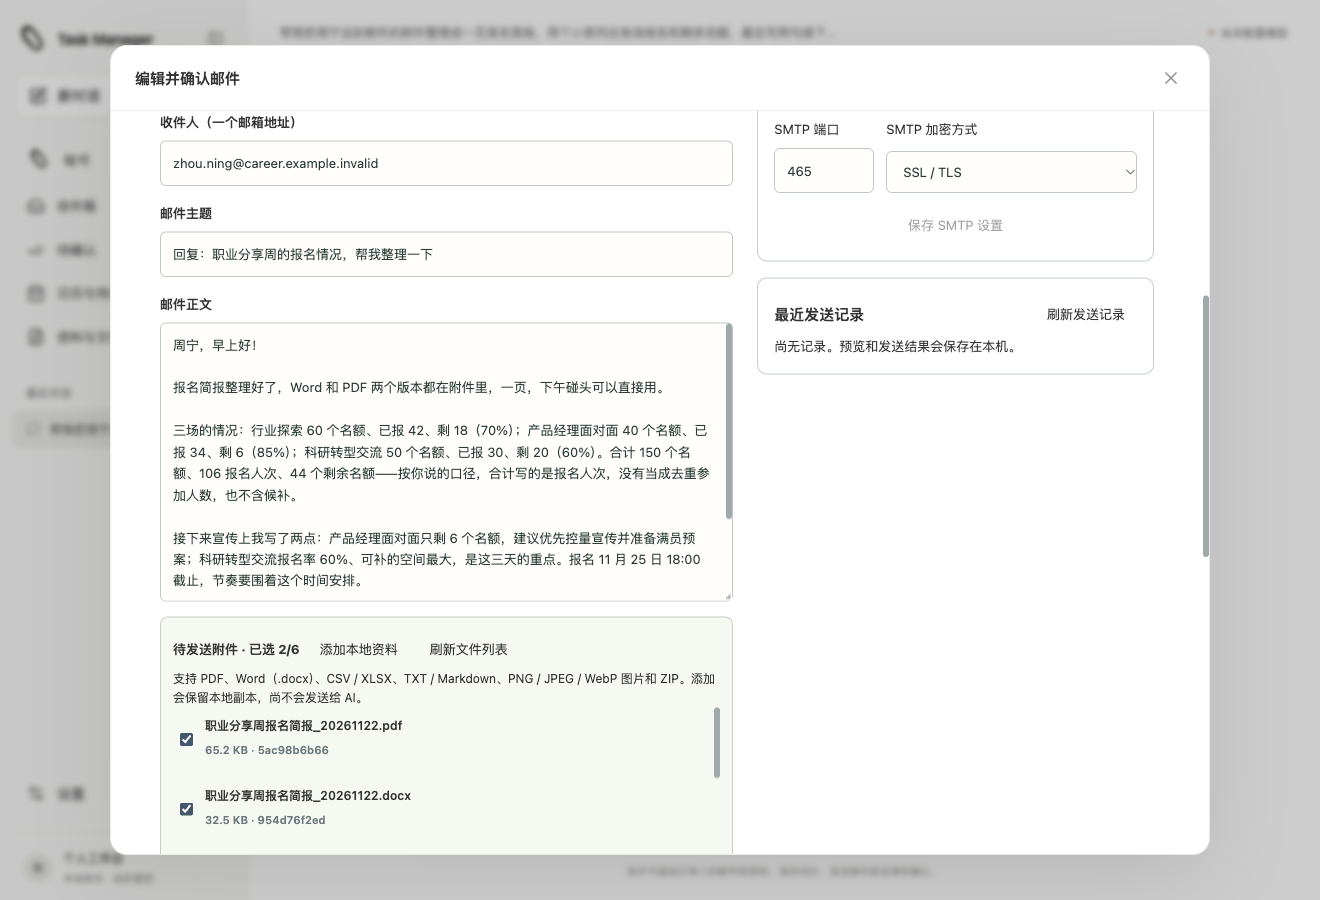 Task Manager
编辑并确认邮件
收件人（一个邮箱地址）
zhou.ning@career.example.invalid
邮件主题
回复：职业分享周的报名情况，帮我整理一下
邮件正文
周宁，早上好！
报名简报整理好了，Word 和 PDF 两个版本都在附件里，一页，下午碰头可以直接用。
三场的情况：行业探索 60 个名额、已报 42、剩 18（70%）；产品经理面对面 40 个名额、已
报 34、剩 6（85%）；科研转型交流 50 个名额、已报 30、剩 20（60%）。合计 150 个名
额、106 报名人次、44 个剩余名额——按你说的口径，合计写的是报名人次，没有当成去重参
加人数，也不含候补。
接下来宣传上我写了两点：产品经理面对面只剩 6 个名额，建议优先控量宣传并准备满员预
案；科研转型交流报名率 60%、可补的空间最大，是这三天的重点。报名 11 月 25 日 18:00
截止，节奏要围着这个时间安排。
待发送附件 · 已选 2/6
添加本地资料
刷新文件列表
支持 PDF、Word（.docx）、CSV / XLSX、TXT / Markdown、PNG / JPEG / WebP 图片和 ZIP。添加
会保留本地副本，尚不会发送给 AI。
职业分享周报名简报_20261122.pdf
65.2 KB · 5ac98b6b66
职业分享周报名简报_20261122.docx
32.5 KB · 954d76f2ed
SMTP 端口
SMTP 加密方式
465
SSL / TLS
保存 SMTP 设置
最近发送记录
刷新发送记录
尚无记录。预览和发送结果会保存在本机。
设置